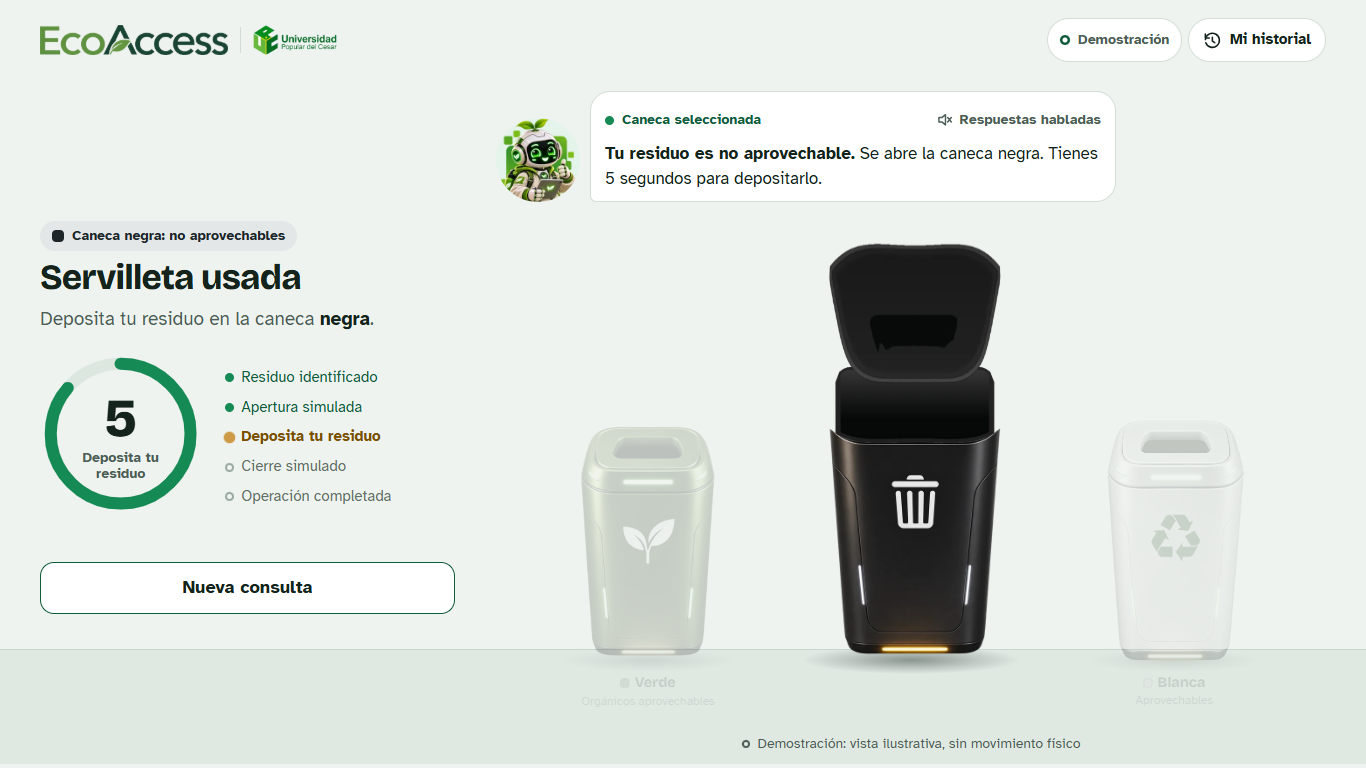 EcoAccess
Universidad
Popular del Cesar
Demostración
Mi historial
Caneca seleccionada
Respuestas habladas
Tu residuo es no aprovechable. Se abre la caneca negra. Tienes
5 segundos para depositarlo.
Caneca negra: no aprovechables
Servilleta usada
Deposita tu residuo en la caneca negra.
5
Deposita tu
residuo
Residuo identificado
Apertura simulada
Deposita tu residuo
Cierre simulado
Operación completada
Nueva consulta
Verde
Orgánicos aprovechables
Blanca
Aprovechables
Demostración: vista ilustrativa, sin movimiento físico